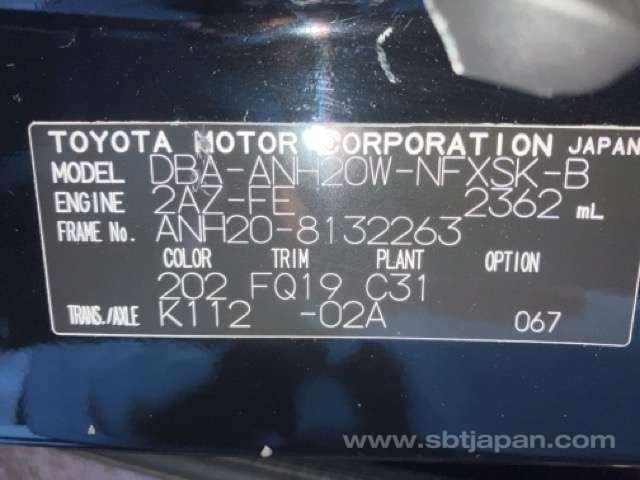 TOYOTA MOTOR CORPORATION JAPAN
MODEL DBA-ANH20W-NFXSK-B
ENGINE 2AZ-FE 2362 mL
FRAME No. ANH20-8132263
COLOR TRIM PLANT OPTION
202 FQ19 C31
TRANS./AXLE K112 -02A 067
www.sbtjapan.com